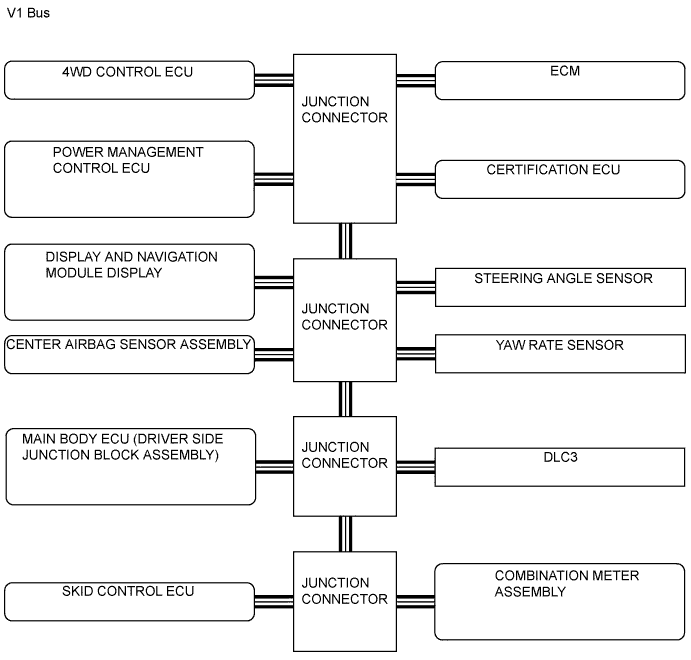 V1 Bus
4WD CONTROL ECU
JUNCTION
CONNECTOR
ECM
POWER MANAGEMENT
CONTROL ECU
CERTIFICATION ECU
DISPLAY AND NAVIGATION
MODULE DISPLAY
JUNCTION
CONNECTOR
STEERING ANGLE SENSOR
CENTER AIRBAG SENSOR ASSEMBLY
YAW RATE SENSOR
MAIN BODY ECU (DRIVER SIDE
JUNCTION BLOCK ASSEMBLY)
JUNCTION
CONNECTOR
DLC3
SKID CONTROL ECU
JUNCTION
CONNECTOR
COMBINATION METER
ASSEMBLY